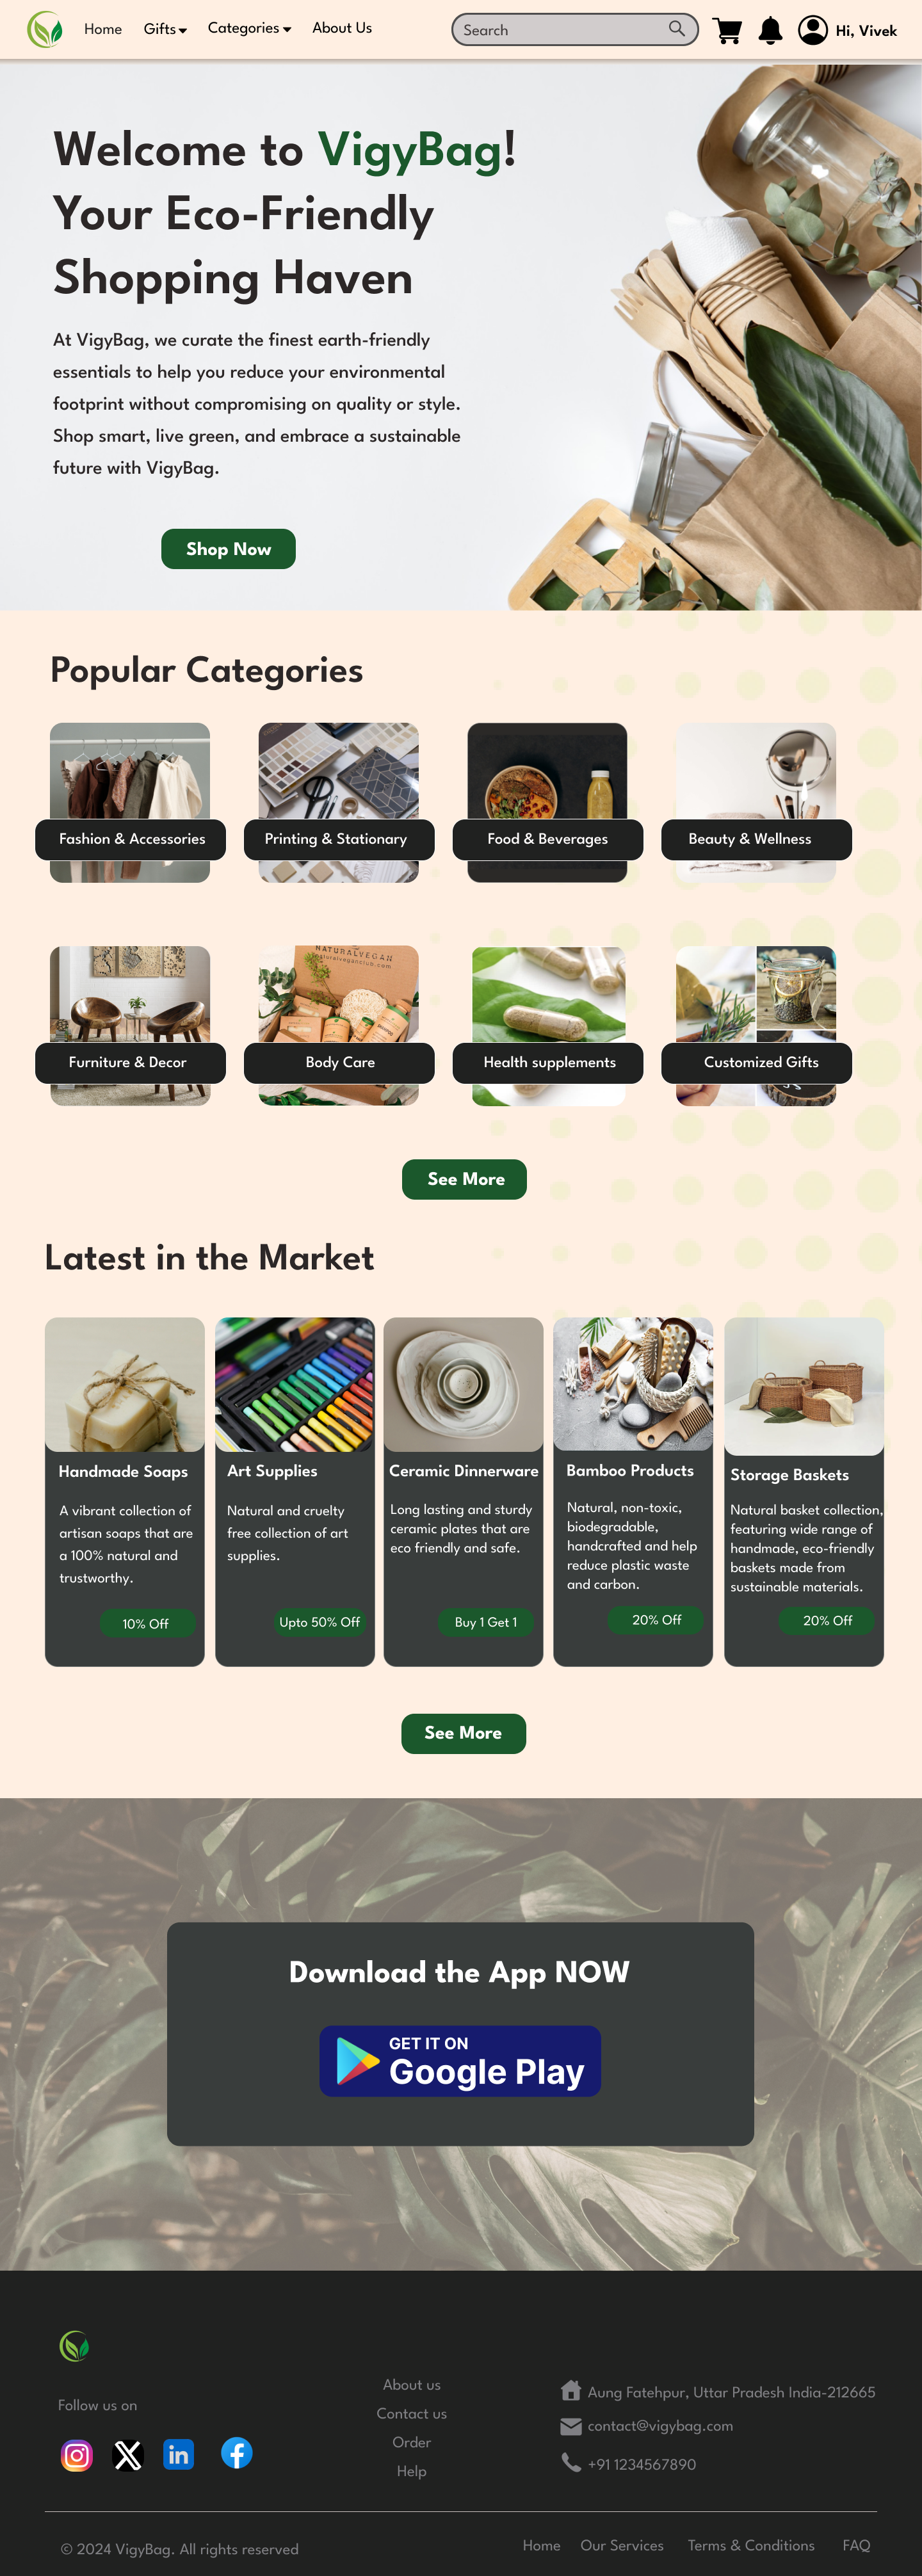 Home Gifts Categories About Us Search Hi, Vivek
Welcome to VigyBag!
Your Eco-Friendly
Shopping Haven
At VigyBag, we curate the finest earth-friendly
essentials to help you reduce your environmental
footprint without compromising on quality or style.
Shop smart, live green, and embrace a sustainable
future with VigyBag.
Shop Now
Popular Categories
Fashion & Accessories
Printing & Stationary
Food & Beverages
Beauty & Wellness
NATURALVEGAN
naturalveganclub.com
Furniture & Decor
Body Care
Health supplements
Customized Gifts
See More
Latest in the Market
Handmade Soaps
A vibrant collection of
artisan soaps that are
a 100% natural and
trustworthy.
10% Off
Art Supplies
Natural and cruelty
free collection of art
supplies.
Upto 50% Off
Ceramic Dinnerware
Long lasting and sturdy
ceramic plates that are
eco friendly and safe.
Buy 1 Get 1
Bamboo Products
Natural, non-toxic,
biodegradable,
handcrafted and help
reduce plastic waste
and carbon.
20% Off
Storage Baskets
Natural basket collection,
featuring wide range of
handmade, eco-friendly
baskets made from
sustainable materials.
20% Off
See More
Download the App NOW
GET IT ON
Google Play
Follow us on
About us
Contact us
Order
Help
Aung Fatehpur, Uttar Pradesh India-212665
contact@vigybag.com
+91 1234567890
© 2024 VigyBag. All rights reserved
Home Our Services Terms & Conditions FAQ